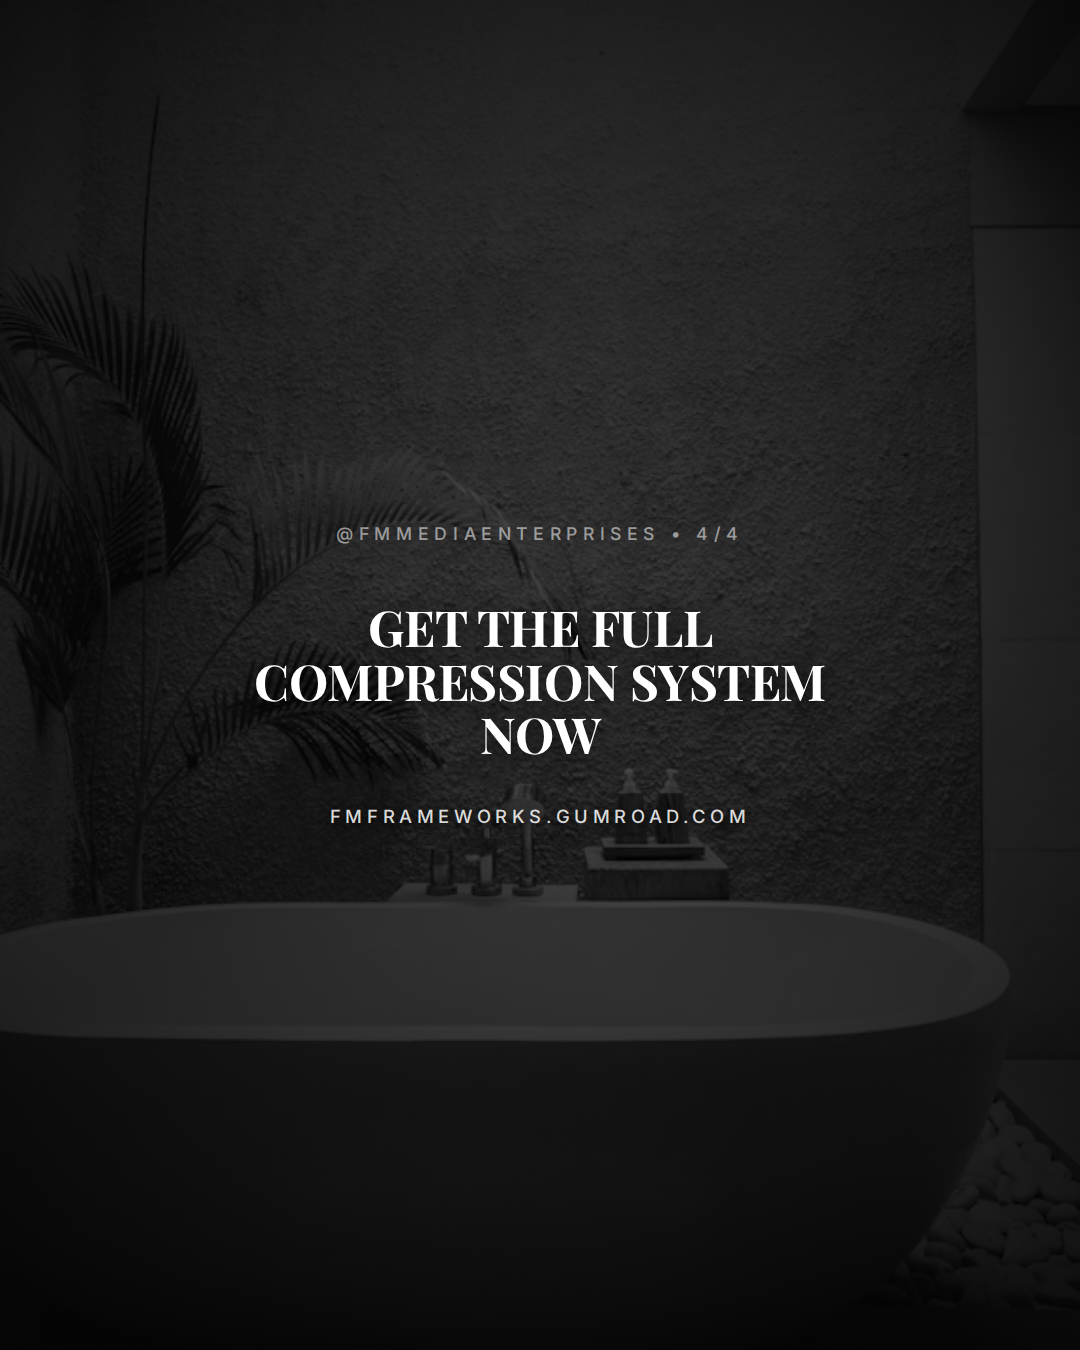 @FMMEDIAENTERPRISES • 4/4
GET THE FULL
COMPRESSION SYSTEM
NOW
FMFRAMEWORKS.GUMROAD.COM